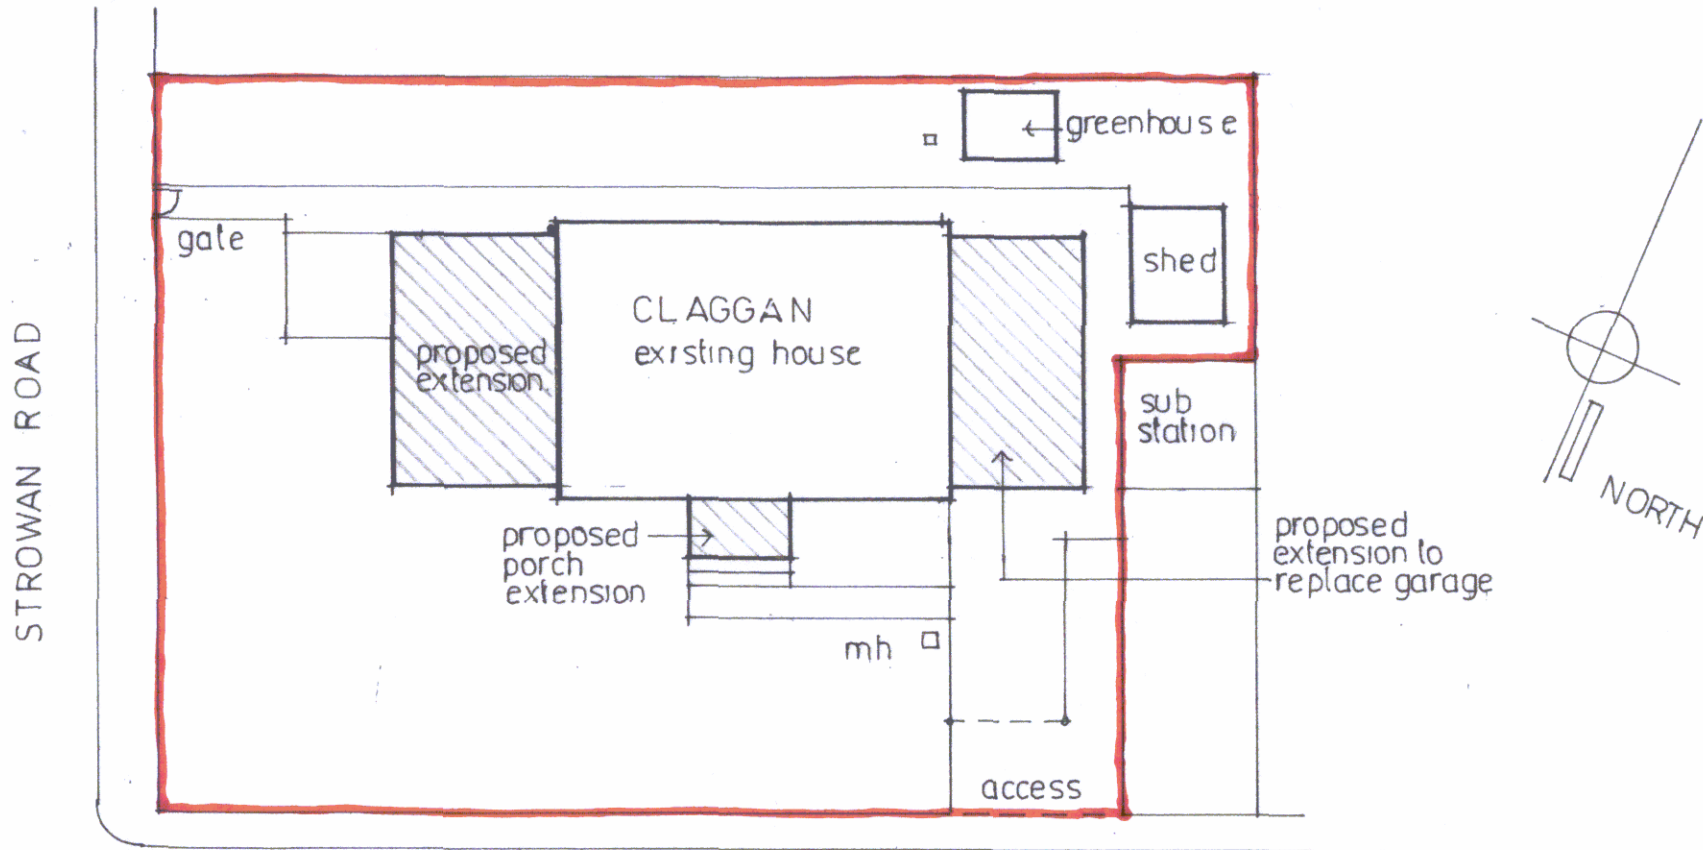 greenhouse
gate
shed
CLAGGAN
existing house
proposed
extension
sub
station
STROWAN ROAD
NORTH
proposed
porch
extension
proposed
extension to
replace garage
mh
access